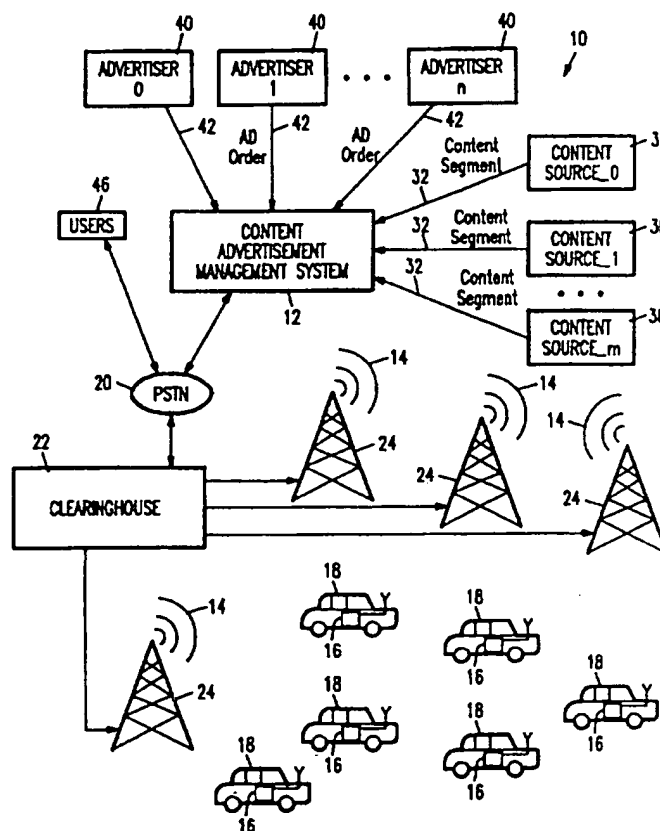 40
40
40
10
ADVERTISER
0
ADVERTISER
1
ADVERTISER
n
42
42
42
AD
Order
AD
Order
Content
Segment
32
CONTENT
SOURCE_0
46
USERS
CONTENT
ADVERTISEMENT
MANAGEMENT SYSTEM
12
32
Content
Segment
CONTENT
SOURCE_1
32
Content
Segment
CONTENT
SOURCE_m
20
PSTN
14
14
14
22
CLEARINGHOUSE
24
24
24
14
24
18
16
18
16
18
16
18
16
18
16
18
16